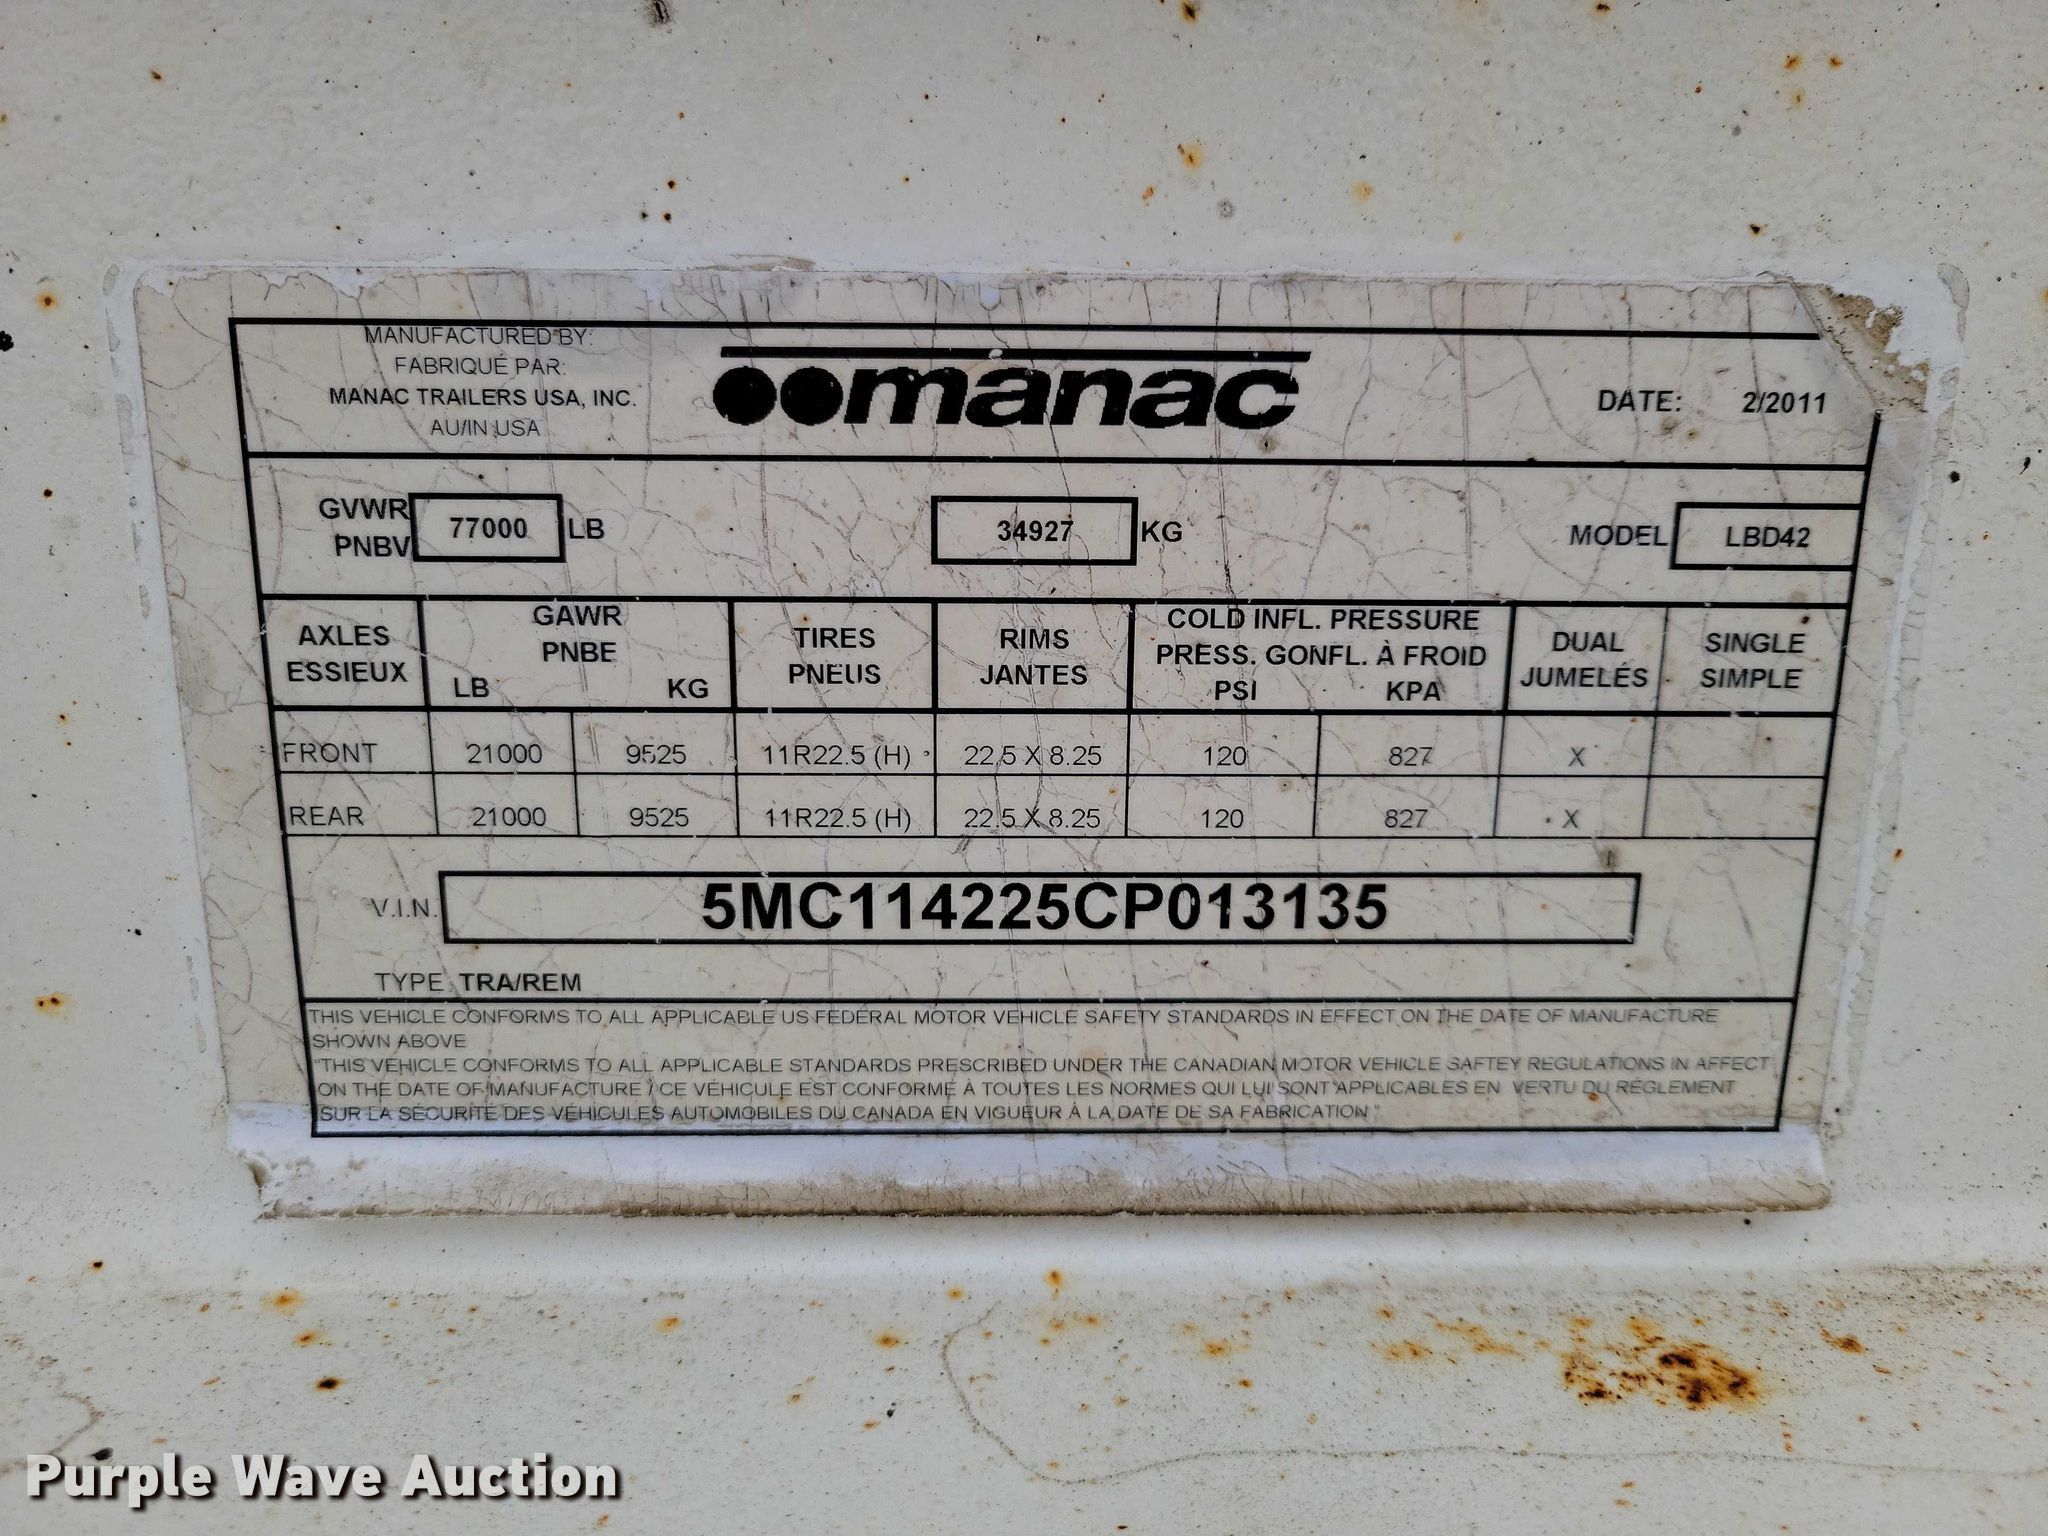 MANUFACTURED BY:
FABRIQUÉ PAR:
MANAC TRAILERS USA, INC.
AU/IN USA
manac
DATE: 2/2011
GVWR
PNBV
77000 LB
34927 KG
MODEL LBD42
AXLES
ESSIEUX
GAWR
PNBE
LB KG
TIRES
PNEUS
RIMS
JANTES
COLD INFL. PRESSURE
PRESS. GONFL. À FROID
PSI KPA
DUAL
JUMELÉS
SINGLE
SIMPLE
FRONT 21000 9525 11R22.5 (H) 22.5 X 8.25 120 827 X
REAR 21000 9525 11R22.5 (H) 22.5 X 8.25 120 827 X
V.I.N. 5MC114225CP013135
TYPE TRA/REM
THIS VEHICLE CONFORMS TO ALL APPLICABLE US FEDERAL MOTOR VEHICLE SAFETY STANDARDS IN EFFECT ON THE DATE OF MANUFACTURE
SHOWN ABOVE
"THIS VEHICLE CONFORMS TO ALL APPLICABLE STANDARDS PRESCRIBED UNDER THE CANADIAN MOTOR VEHICLE SAFTEY REGULATIONS IN AFFECT
ON THE DATE OF MANUFACTURE / CE VÉHICULE EST CONFORME À TOUTES LES NORMES QUI LUI SONT APPLICABLES EN VERTU DU RÉGLEMENT
SUR LA SÉCURITÉ DES VÉHICULES AUTOMOBILES DU CANADA EN VIGUEUR À LA DATE DE SA FABRICATION "
Purple Wave Auction